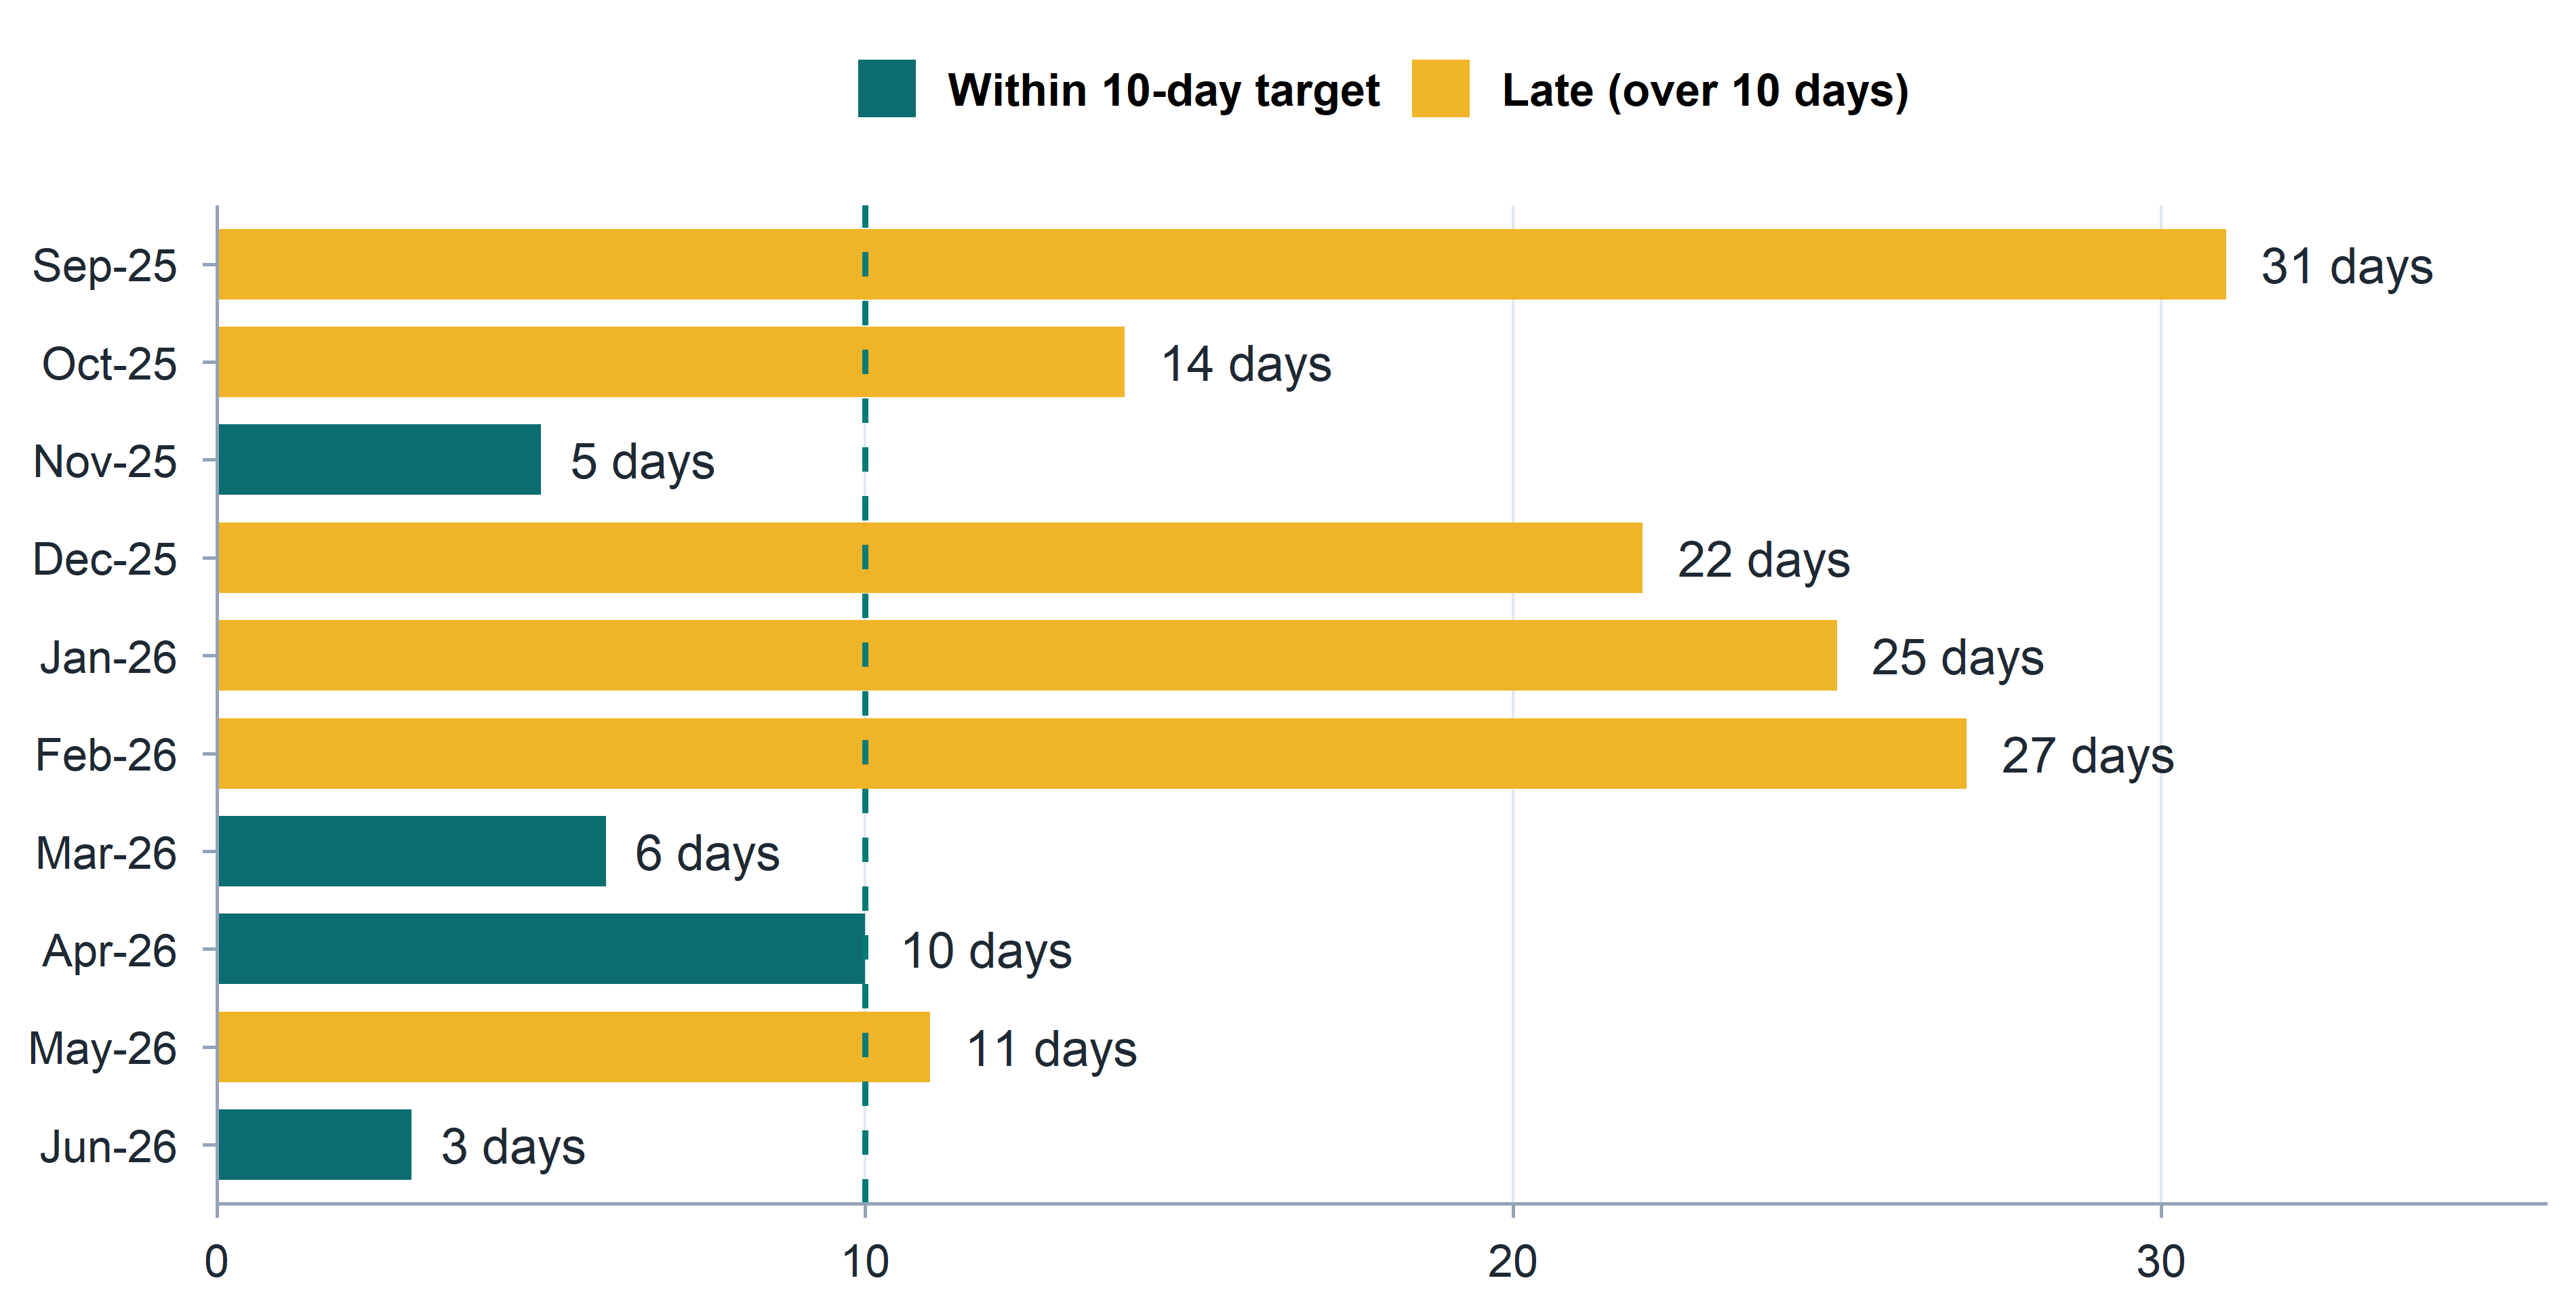 Within 10-day target Late (over 10 days)
Sep-25 31 days
Oct-25 14 days
Nov-25 5 days
Dec-25 22 days
Jan-26 25 days
Feb-26 27 days
Mar-26 6 days
Apr-26 10 days
May-26 11 days
Jun-26 3 days
0 10 20 30